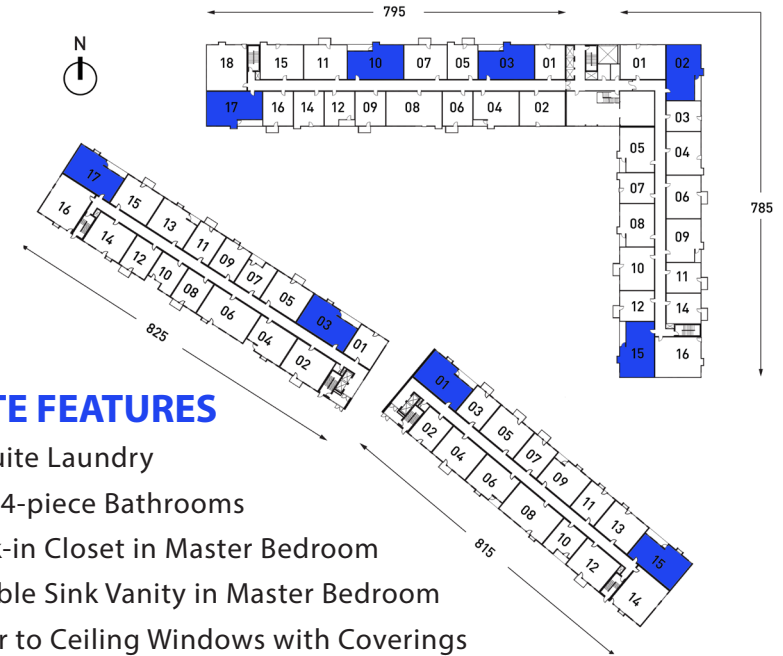 795
N
18 15 11 10 07 05 03 01
17 16 14 12 09 08 06 04 02
01 02
03
05 04
07 06
08 09
10 11
12 14
15 16
785
17 15 13 11 09 07 05 03 01
16 14 12 10 08 06 04 02
825
01 03 05 07 09 11 13 15
02 04 06 08 10 12 14
815
TE FEATURES
uite Laundry
4-piece Bathrooms
-in Closet in Master Bedroom
ble Sink Vanity in Master Bedroom
r to Ceiling Windows with Coverings